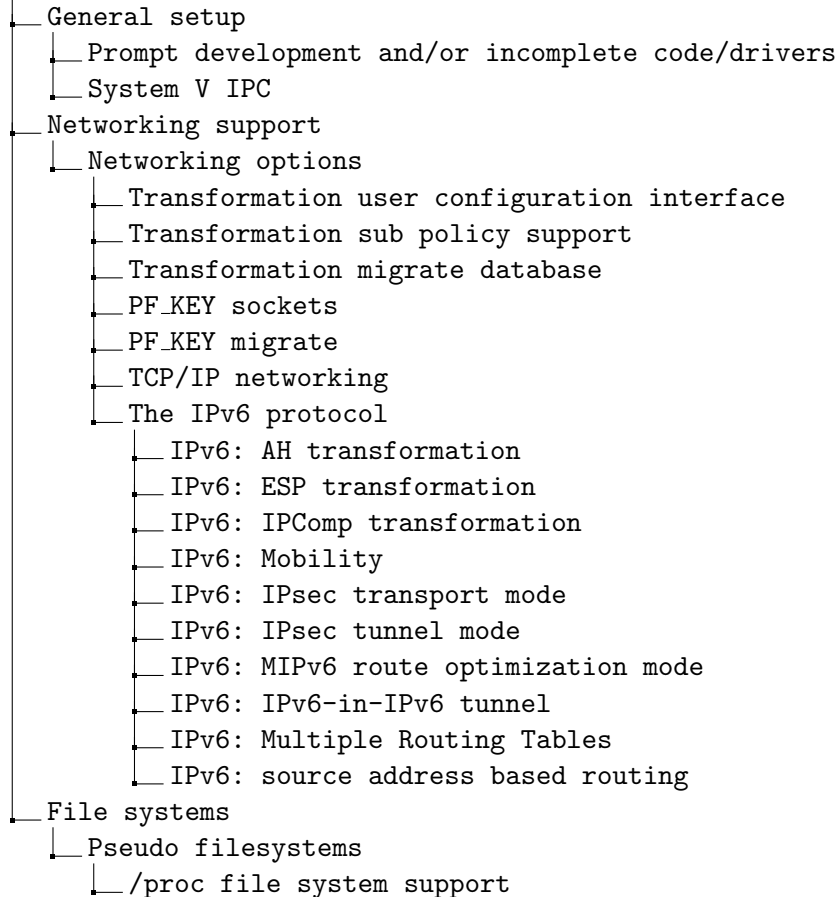 General setup
Prompt development and/or incomplete code/drivers
System V IPC
Networking support
Networking options
Transformation user configuration interface
Transformation sub policy support
Transformation migrate database
PF_KEY sockets
PF_KEY migrate
TCP/IP networking
The IPv6 protocol
IPv6: AH transformation
IPv6: ESP transformation
IPv6: IPComp transformation
IPv6: Mobility
IPv6: IPsec transport mode
IPv6: IPsec tunnel mode
IPv6: MIPv6 route optimization mode
IPv6: IPv6-in-IPv6 tunnel
IPv6: Multiple Routing Tables
IPv6: source address based routing
File systems
Pseudo filesystems
/proc file system support